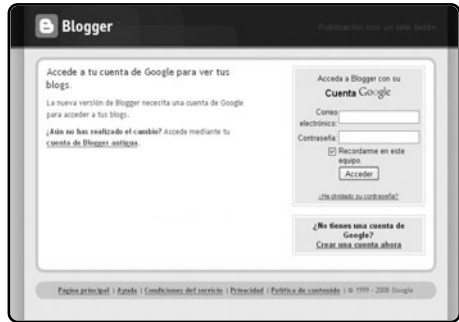 Blogger
Publicación con un solo botón
Accede a tu cuenta de Google para ver tus
blogs.
La nueva versión de Blogger necesita una cuenta de Google
para acceder a tus blogs.
¿Aún no has realizado el cambio? Accede mediante tu
cuenta de Blogger antigua.
Acceda a Blogger con su
Cuenta Google
Correo
electrónico:
Contraseña:
Recordarme en este
equipo.
Acceder
¿Ha olvidado su contraseña?
¿No tienes una cuenta de
Google?
Crear una cuenta ahora
Página principal | Ayuda | Condiciones del servicio | Privacidad | Política de contenido | © 1999 - 2008 Google